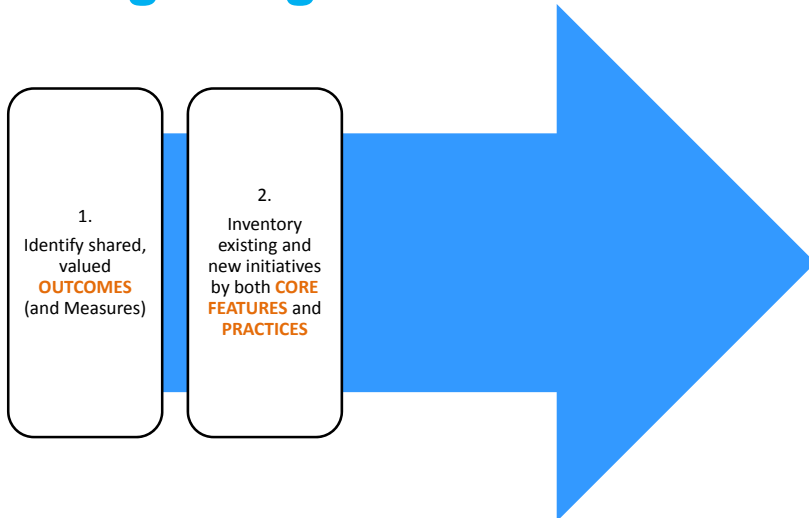 1.
Identify shared,
valued
OUTCOMES
(and Measures)
2.
Inventory
existing and
new initiatives
by both CORE
FEATURES and
PRACTICES